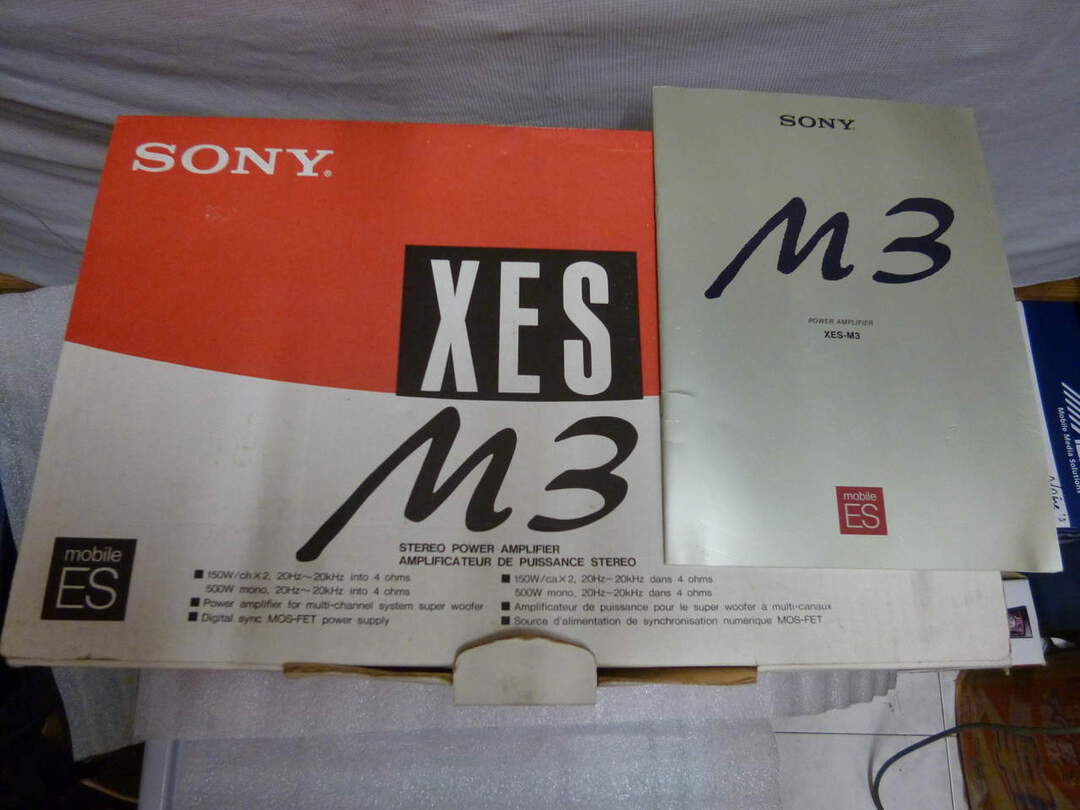 SONY®
XES
M3
mobile
ES
STEREO POWER AMPLIFIER
AMPLIFICATEUR DE PUISSANCE STEREO
■ 150W/ch×2, 20Hz~20kHz into 4 ohms
500W mono, 20Hz~20kHz into 4 ohms
■ Power amplifier for multi-channel system super woofer
■ Digital sync MOS-FET power supply
■ 150W/ca×2, 20Hz-20kHz dans 4 ohms
500W mono, 20Hz-20kHz dans 4 ohms
■ Amplificateur de puissance pour le super woofer à multi-canaux
■ Source d'alimentation de synchronisation numérique MOS-FET
SONY
M3
POWER AMPLIFIER
XES-M3
mobile
ES
Mobile Media Solutions